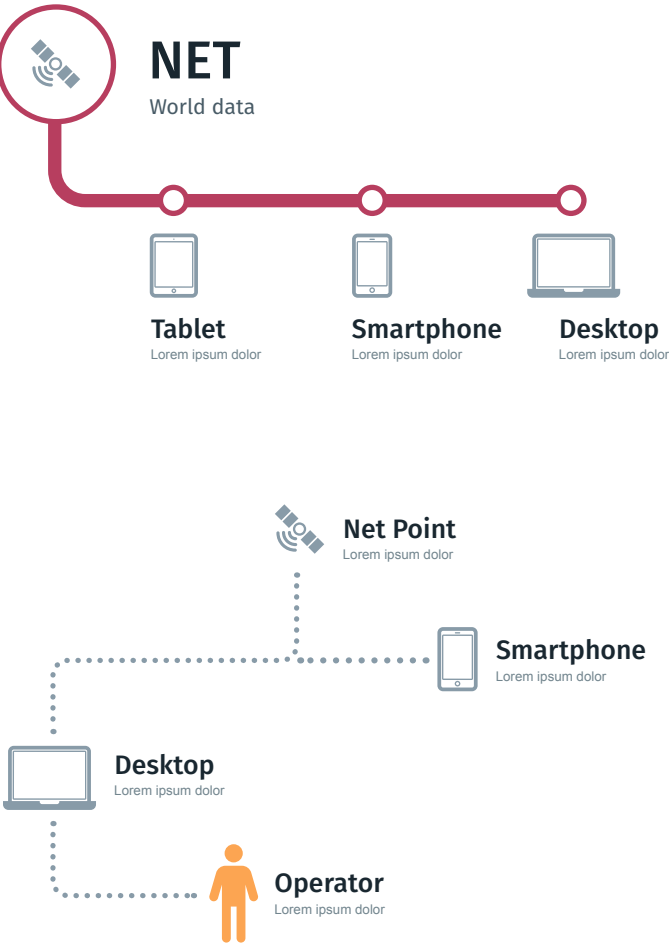 NET
World data
Tablet
Lorem ipsum dolor
Smartphone
Lorem ipsum dolor
Desktop
Lorem ipsum dolor
Net Point
Lorem ipsum dolor
Smartphone
Lorem ipsum dolor
Desktop
Lorem ipsum dolor
Operator
Lorem ipsum dolor